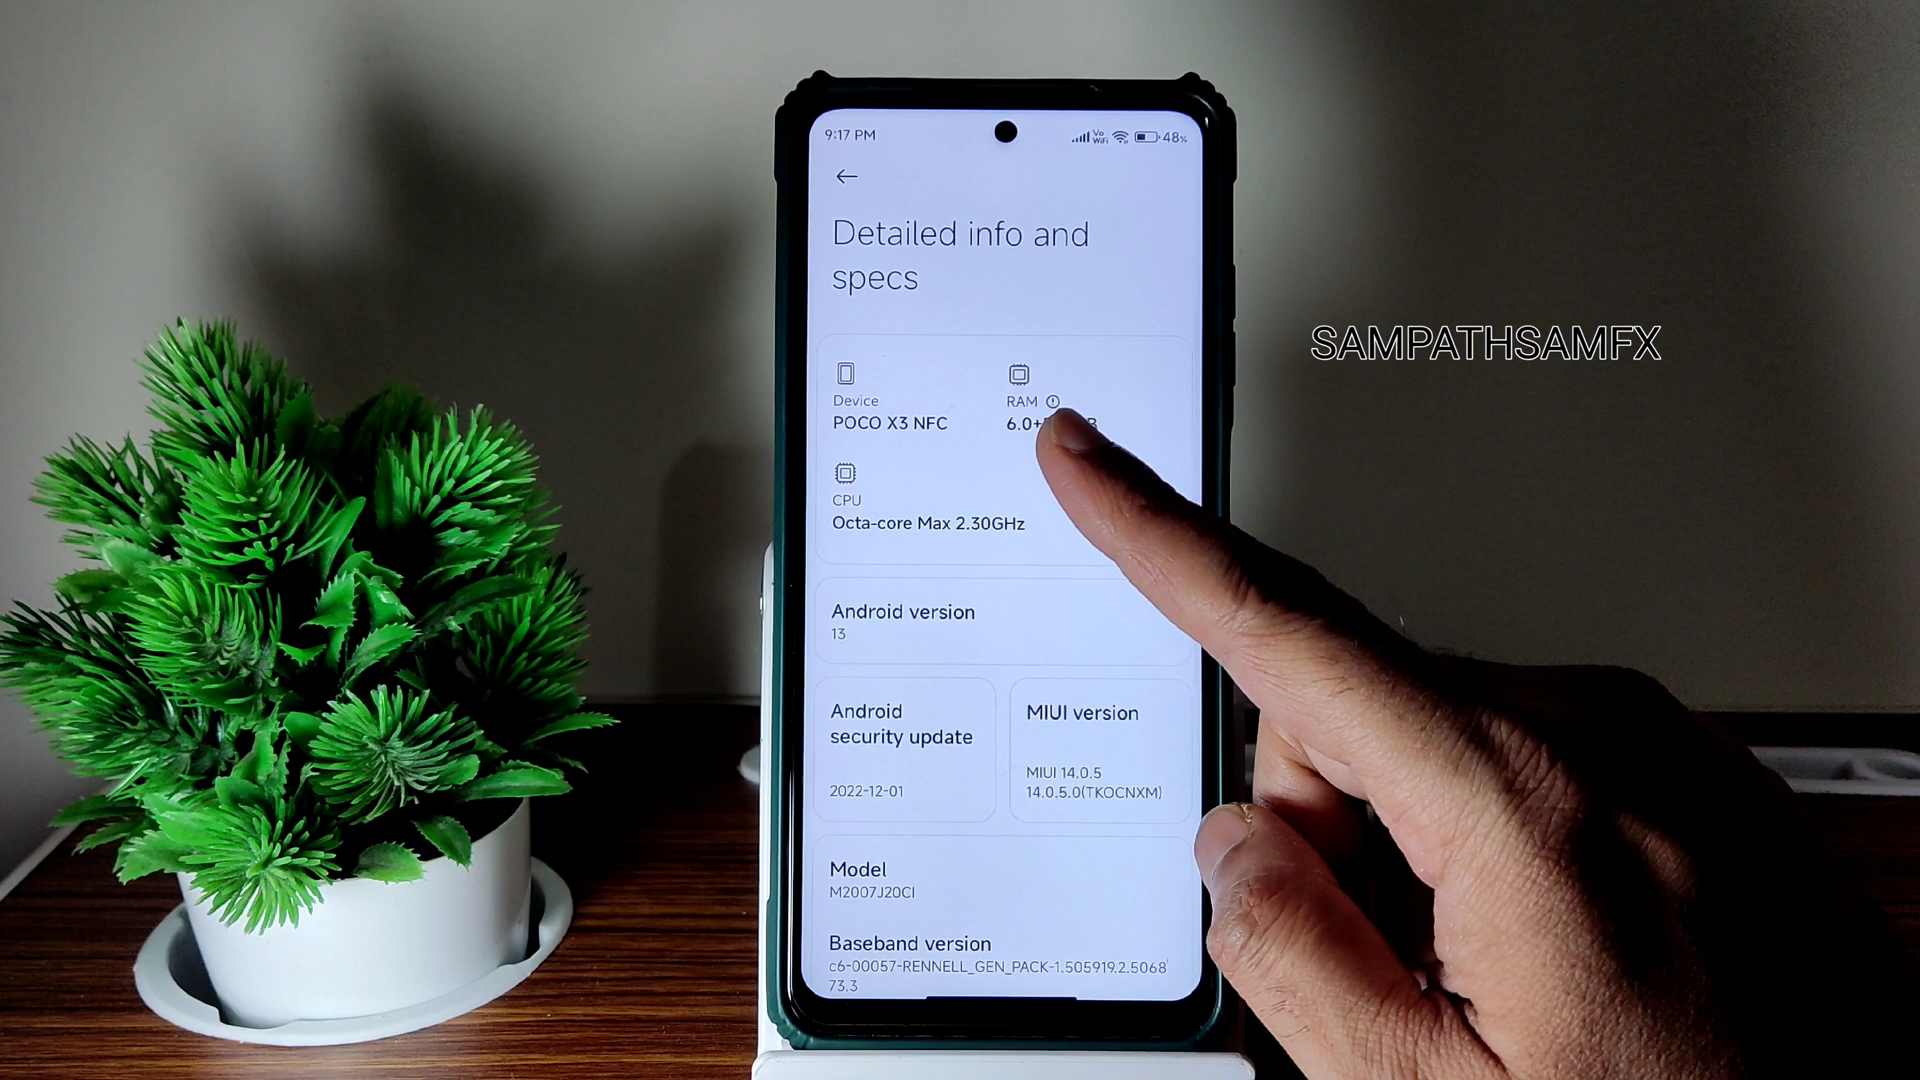 9:17 PM
Vo
WiFi
48%
Detailed info and
specs
Device
RAM
POCO X3 NFC
6.0+
CPU
Octa-core Max 2.30GHz
Android version
13
Android
security update
2022-12-01
MIUI version
MIUI 14.0.5
14.0.5.0(TKOCNXM)
Model
M2007J20CI
Baseband version
c6-00057-RENNELL_GEN_PACK-1.505919.2.5068
73.3
SAMPATHSAMFX